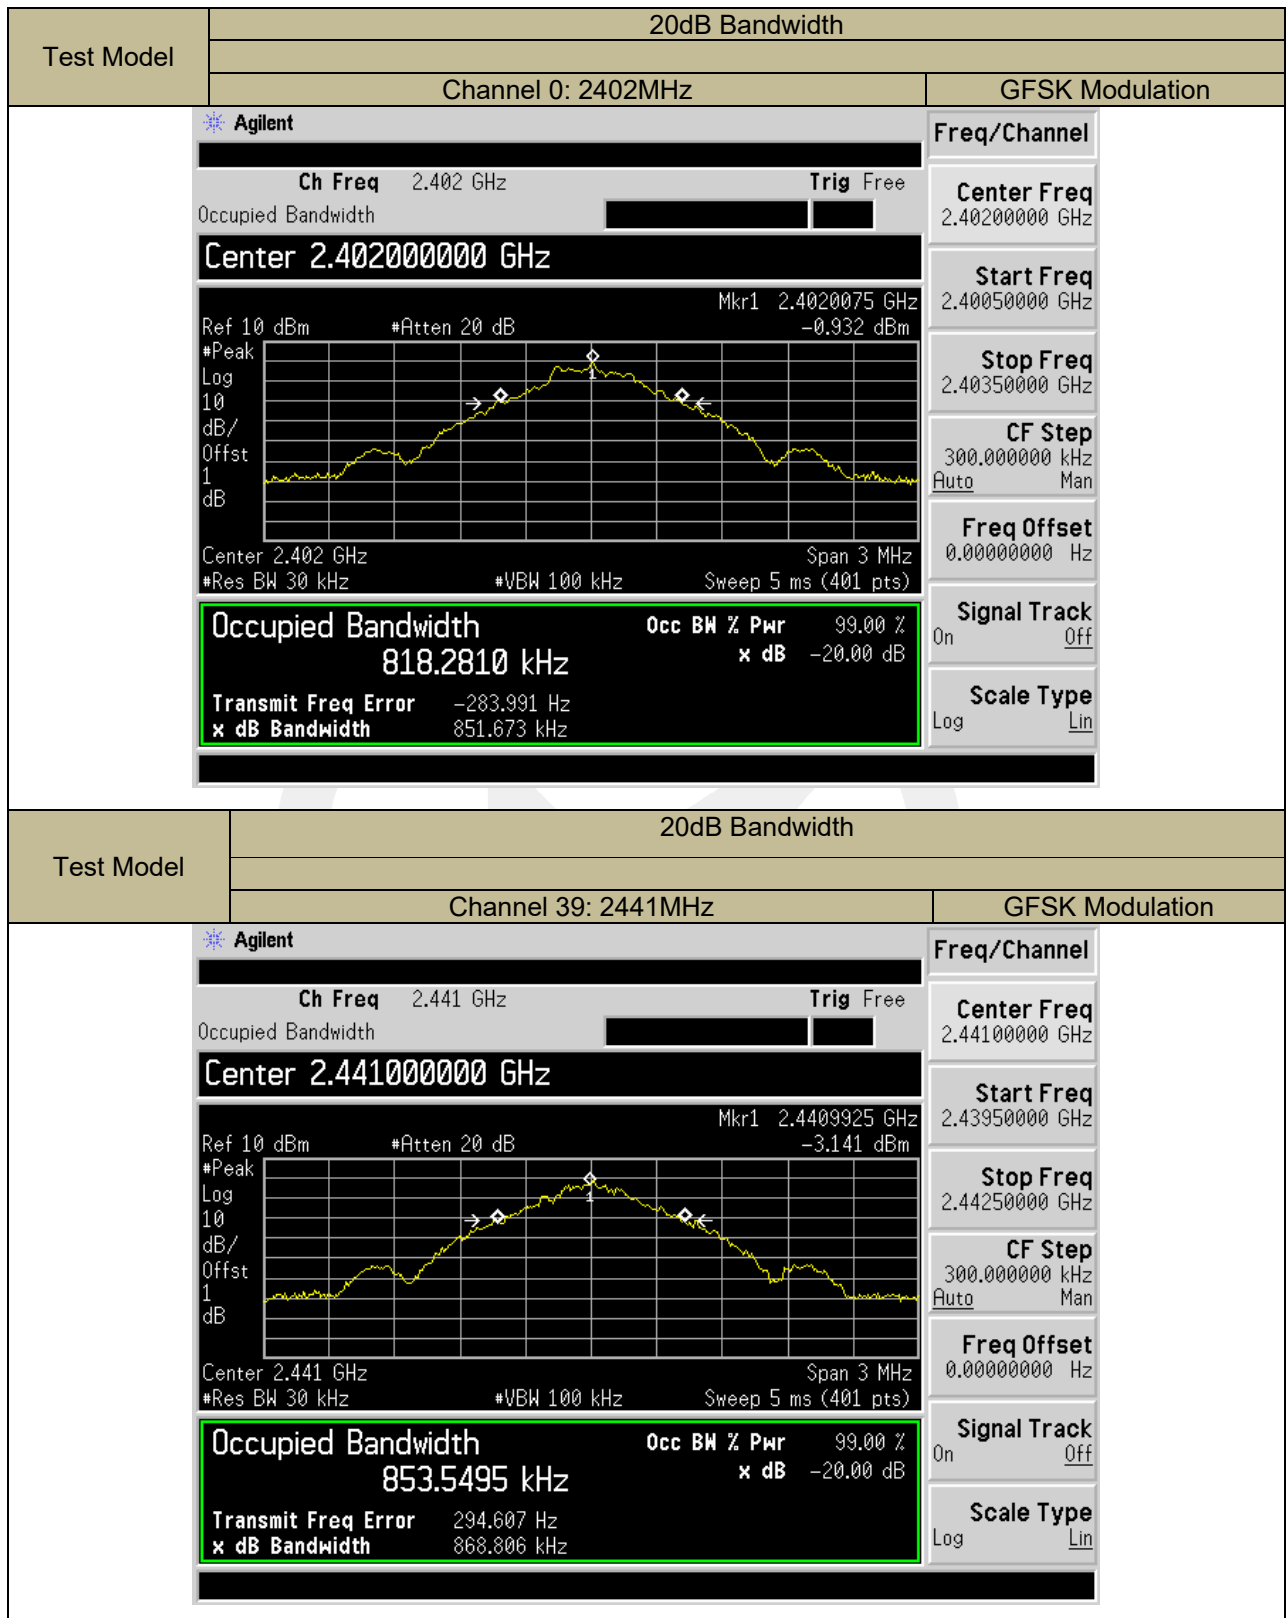 20dB Bandwidth
Test Model
Channel 0: 2402MHz GFSK Modulation
Agilent
Freq/Channel
Ch Freq 2.402 GHz Trig Free
Occupied Bandwidth
Center Freq
2.40200000 GHz
Center 2.402000000 GHz
Start Freq
2.40050000 GHz
Mkr1 2.4020075 GHz
Ref 10 dBm #Atten 20 dB -0.932 dBm
#Peak
Log
10
dB/
Offst
1
dB
1
Stop Freq
2.40350000 GHz
CF Step
300.000000 kHz
Auto Man
Freq Offset
0.00000000 Hz
Center 2.402 GHz Span 3 MHz
#Res BW 30 kHz #VBW 100 kHz Sweep 5 ms (401 pts)
Occupied Bandwidth Occ BW % Pwr 99.00 %
818.2810 kHz x dB -20.00 dB
Signal Track
On Off
Transmit Freq Error -283.991 Hz
x dB Bandwidth 851.673 kHz
Scale Type
Log Lin
20dB Bandwidth
Test Model
Channel 39: 2441MHz GFSK Modulation
Agilent
Freq/Channel
Ch Freq 2.441 GHz Trig Free
Occupied Bandwidth
Center Freq
2.44100000 GHz
Center 2.441000000 GHz
Start Freq
2.43950000 GHz
Mkr1 2.4409925 GHz
Ref 10 dBm #Atten 20 dB -3.141 dBm
#Peak
Log
10
dB/
Offst
1
dB
1
Stop Freq
2.44250000 GHz
CF Step
300.000000 kHz
Auto Man
Freq Offset
0.00000000 Hz
Center 2.441 GHz Span 3 MHz
#Res BW 30 kHz #VBW 100 kHz Sweep 5 ms (401 pts)
Occupied Bandwidth Occ BW % Pwr 99.00 %
853.5495 kHz x dB -20.00 dB
Signal Track
On Off
Transmit Freq Error 294.607 Hz
x dB Bandwidth 868.806 kHz
Scale Type
Log Lin